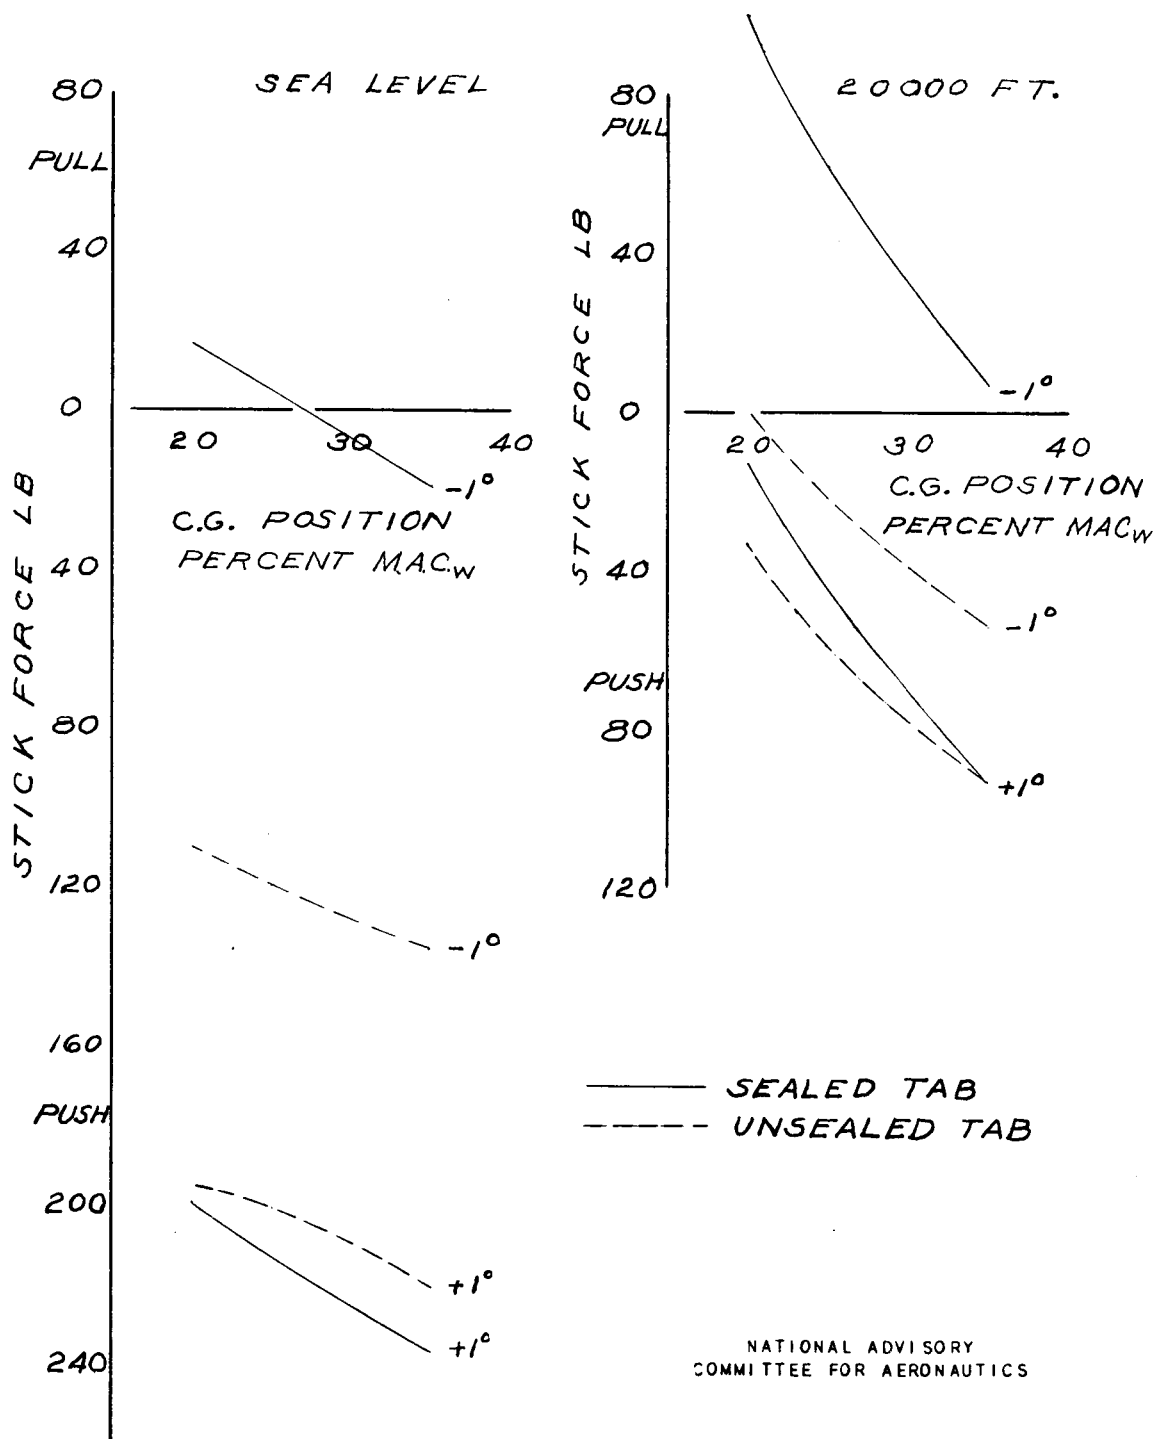 SEA LEVEL
80
PULL
40
0
20 30 40
-1°
C.G. POSITION
PERCENT M.A.C.W
40
80
120
-1°
160
PUSH
200
+1°
+1°
240
STICK FORCE LB
20000 FT.
80
PULL
40
-1°
0
20 30 40
C.G. POSITION
PERCENT MACW
40
-1°
PUSH
80
+1°
120
STICK FORCE LB
SEALED TAB
UNSEALED TAB
NATIONAL ADVISORY
COMMITTEE FOR AERONAUTICS